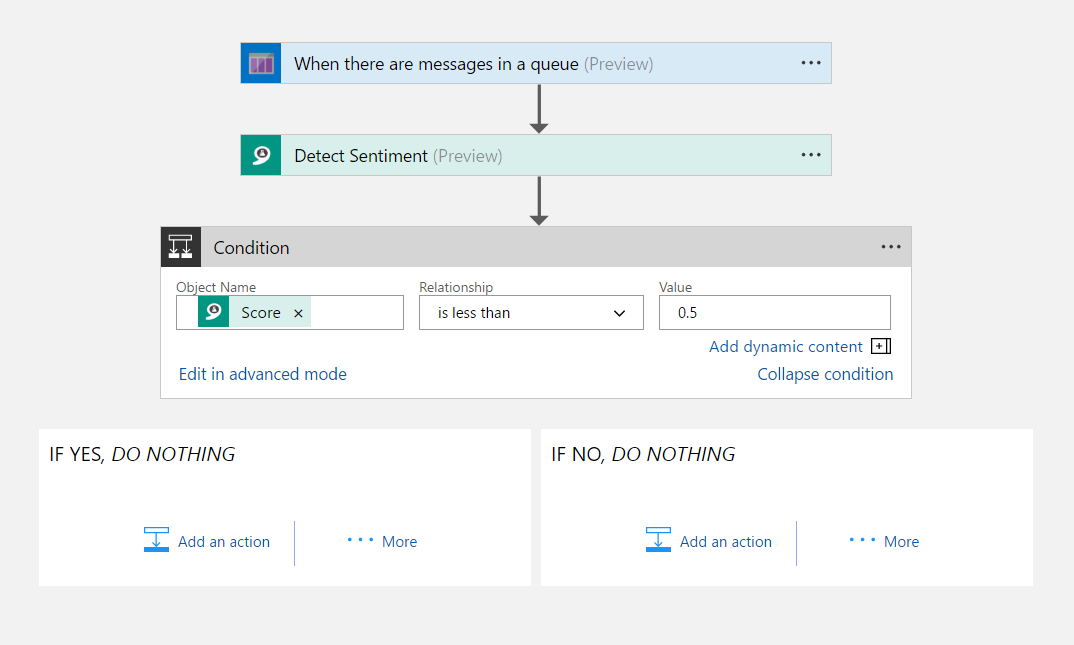 When there are messages in a queue (Preview)
Detect Sentiment (Preview)
Condition
Object Name Relationship Value
Score × is less than 0.5
Add dynamic content
Edit in advanced mode Collapse condition
IF YES, DO NOTHING IF NO, DO NOTHING
Add an action More Add an action More